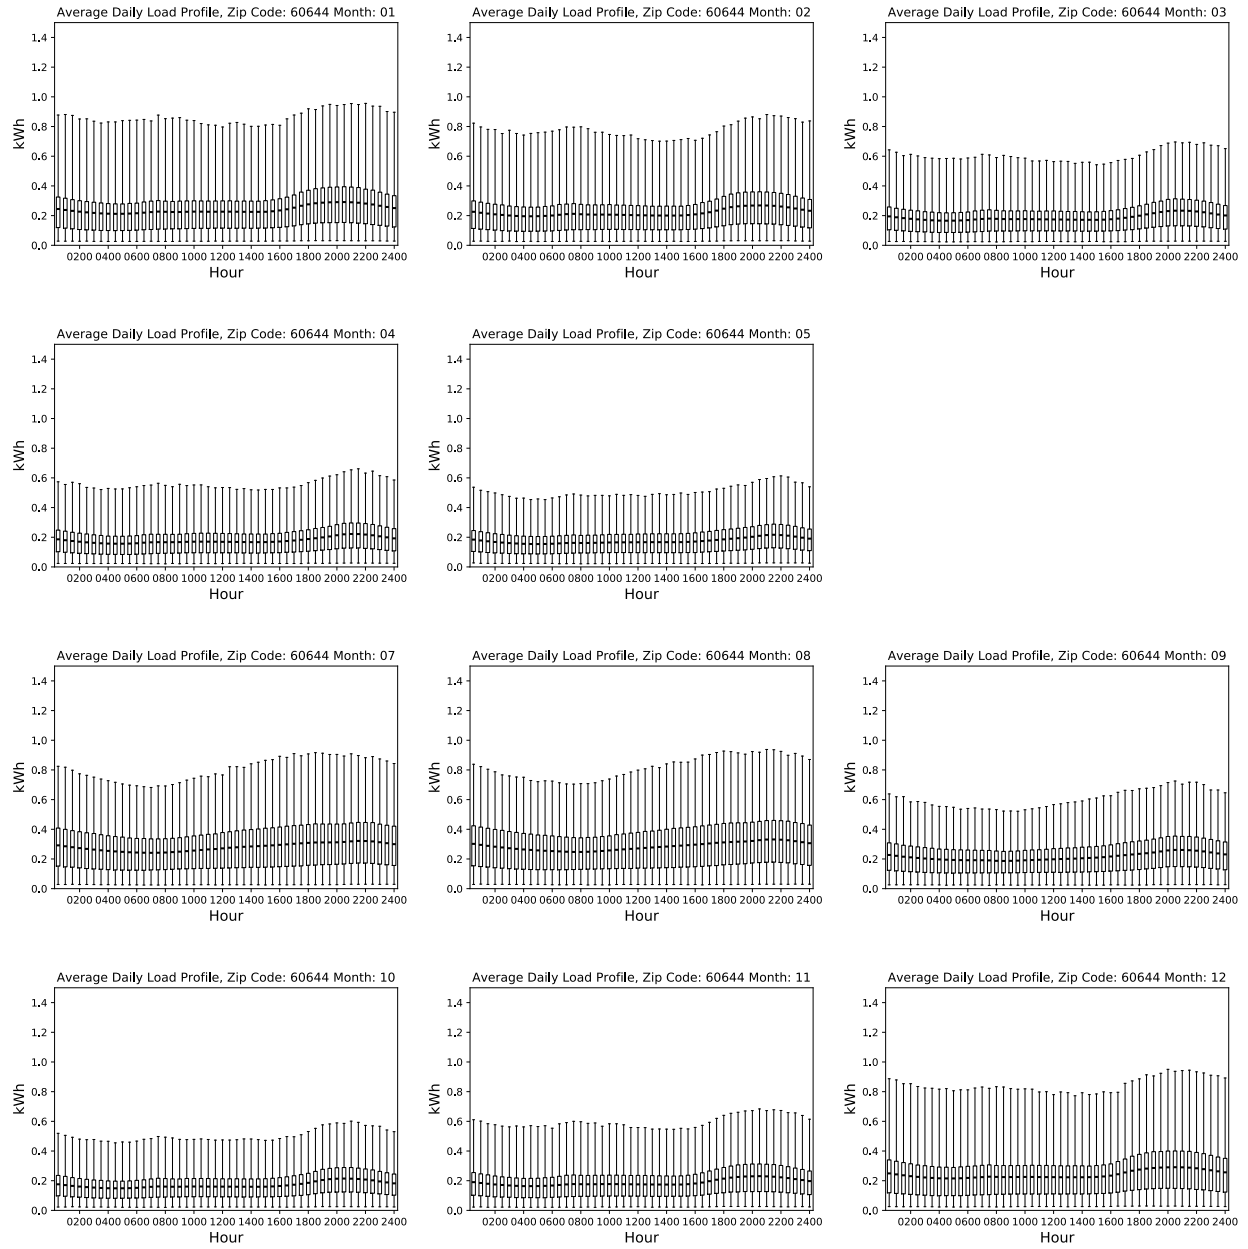 Average Daily Load Profile, Zip Code: 60644 Month: 01
1.4
1.2
1.0
0.8
0.6
0.4
0.2
0.0
kWh
0200 0400 0600 0800 1000 1200 1400 1600 1800 2000 2200 2400
Hour
Average Daily Load Profile, Zip Code: 60644 Month: 02
1.4
1.2
1.0
0.8
0.6
0.4
0.2
0.0
kWh
0200 0400 0600 0800 1000 1200 1400 1600 1800 2000 2200 2400
Hour
Average Daily Load Profile, Zip Code: 60644 Month: 03
1.4
1.2
1.0
0.8
0.6
0.4
0.2
0.0
kWh
0200 0400 0600 0800 1000 1200 1400 1600 1800 2000 2200 2400
Hour
Average Daily Load Profile, Zip Code: 60644 Month: 04
1.4
1.2
1.0
0.8
0.6
0.4
0.2
0.0
kWh
0200 0400 0600 0800 1000 1200 1400 1600 1800 2000 2200 2400
Hour
Average Daily Load Profile, Zip Code: 60644 Month: 05
1.4
1.2
1.0
0.8
0.6
0.4
0.2
0.0
kWh
0200 0400 0600 0800 1000 1200 1400 1600 1800 2000 2200 2400
Hour
Average Daily Load Profile, Zip Code: 60644 Month: 07
1.4
1.2
1.0
0.8
0.6
0.4
0.2
0.0
kWh
0200 0400 0600 0800 1000 1200 1400 1600 1800 2000 2200 2400
Hour
Average Daily Load Profile, Zip Code: 60644 Month: 08
1.4
1.2
1.0
0.8
0.6
0.4
0.2
0.0
kWh
0200 0400 0600 0800 1000 1200 1400 1600 1800 2000 2200 2400
Hour
Average Daily Load Profile, Zip Code: 60644 Month: 09
1.4
1.2
1.0
0.8
0.6
0.4
0.2
0.0
kWh
0200 0400 0600 0800 1000 1200 1400 1600 1800 2000 2200 2400
Hour
Average Daily Load Profile, Zip Code: 60644 Month: 10
1.4
1.2
1.0
0.8
0.6
0.4
0.2
0.0
kWh
0200 0400 0600 0800 1000 1200 1400 1600 1800 2000 2200 2400
Hour
Average Daily Load Profile, Zip Code: 60644 Month: 11
1.4
1.2
1.0
0.8
0.6
0.4
0.2
0.0
kWh
0200 0400 0600 0800 1000 1200 1400 1600 1800 2000 2200 2400
Hour
Average Daily Load Profile, Zip Code: 60644 Month: 12
1.4
1.2
1.0
0.8
0.6
0.4
0.2
0.0
kWh
0200 0400 0600 0800 1000 1200 1400 1600 1800 2000 2200 2400
Hour